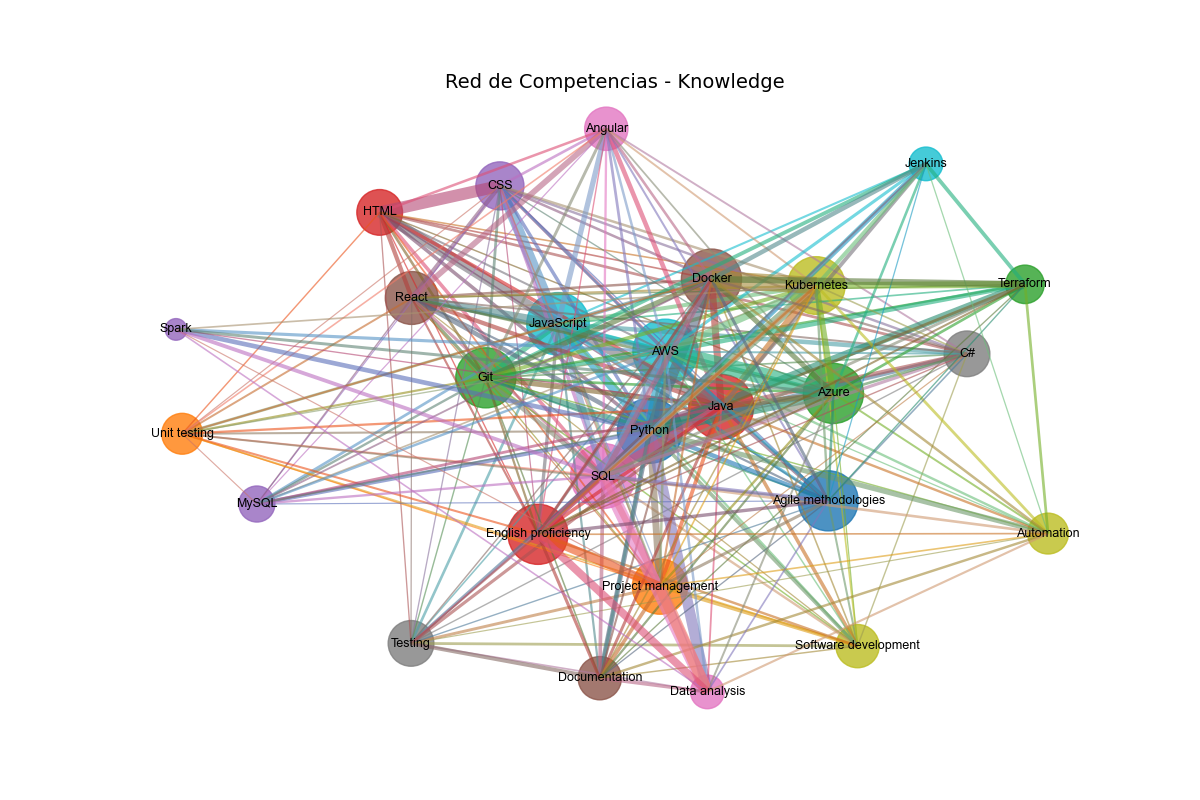 Red de Competencias - Knowledge
Angular
Jenkins
CSS
HTML
Docker
Kubernetes
Terraform
React
JavaScript
Spark
AWS
C#
Git
Azure
Java
Unit testing
Python
SQL
MySQL
Agile methodologies
English proficiency
Automation
Project management
Testing
Software development
Documentation
Data analysis